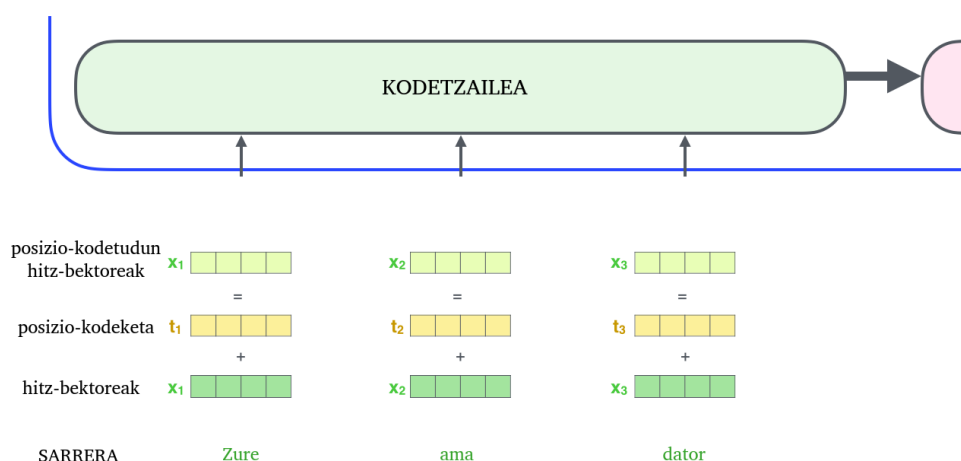 KODETZAILEA
posizio-kodetudun
hitz-bektoreak
x1
x2
x3
=
=
=
posizio-kodeketa
t1
t2
t3
+
+
+
hitz-bektoreak
x1
x2
x3
SARRERA
Zure
ama
dator